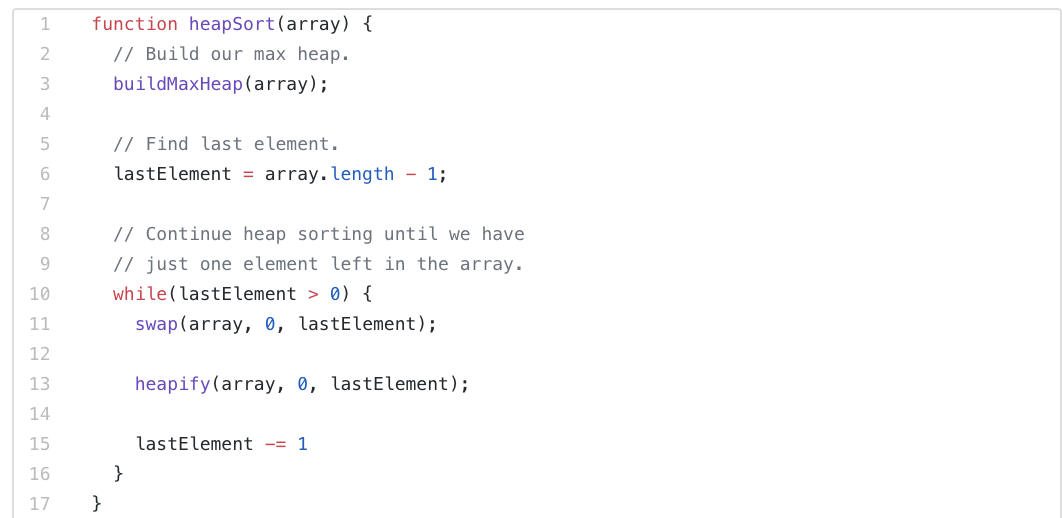 1 function heapSort(array) {
2 // Build our max heap.
3 buildMaxHeap(array);
4
5 // Find last element.
6 lastElement = array.length - 1;
7
8 // Continue heap sorting until we have
9 // just one element left in the array.
10 while(lastElement > 0) {
11 swap(array, 0, lastElement);
12
13 heapify(array, 0, lastElement);
14
15 lastElement -= 1
16 }
17 }